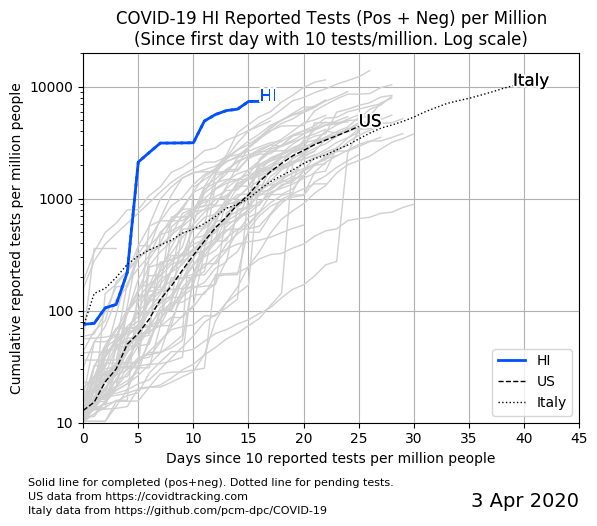 COVID-19 HI Reported Tests (Pos + Neg) per Million
(Since first day with 10 tests/million. Log scale)
Cumulative reported tests per million people
10000
1000
100
10
HI
US
Italy
HI
US
Italy
0 5 10 15 20 25 30 35 40 45
Days since 10 reported tests per million people
Solid line for completed (pos+neg). Dotted line for pending tests.
US data from https://covidtracking.com
Italy data from https://github.com/pcm-dpc/COVID-19
3 Apr 2020